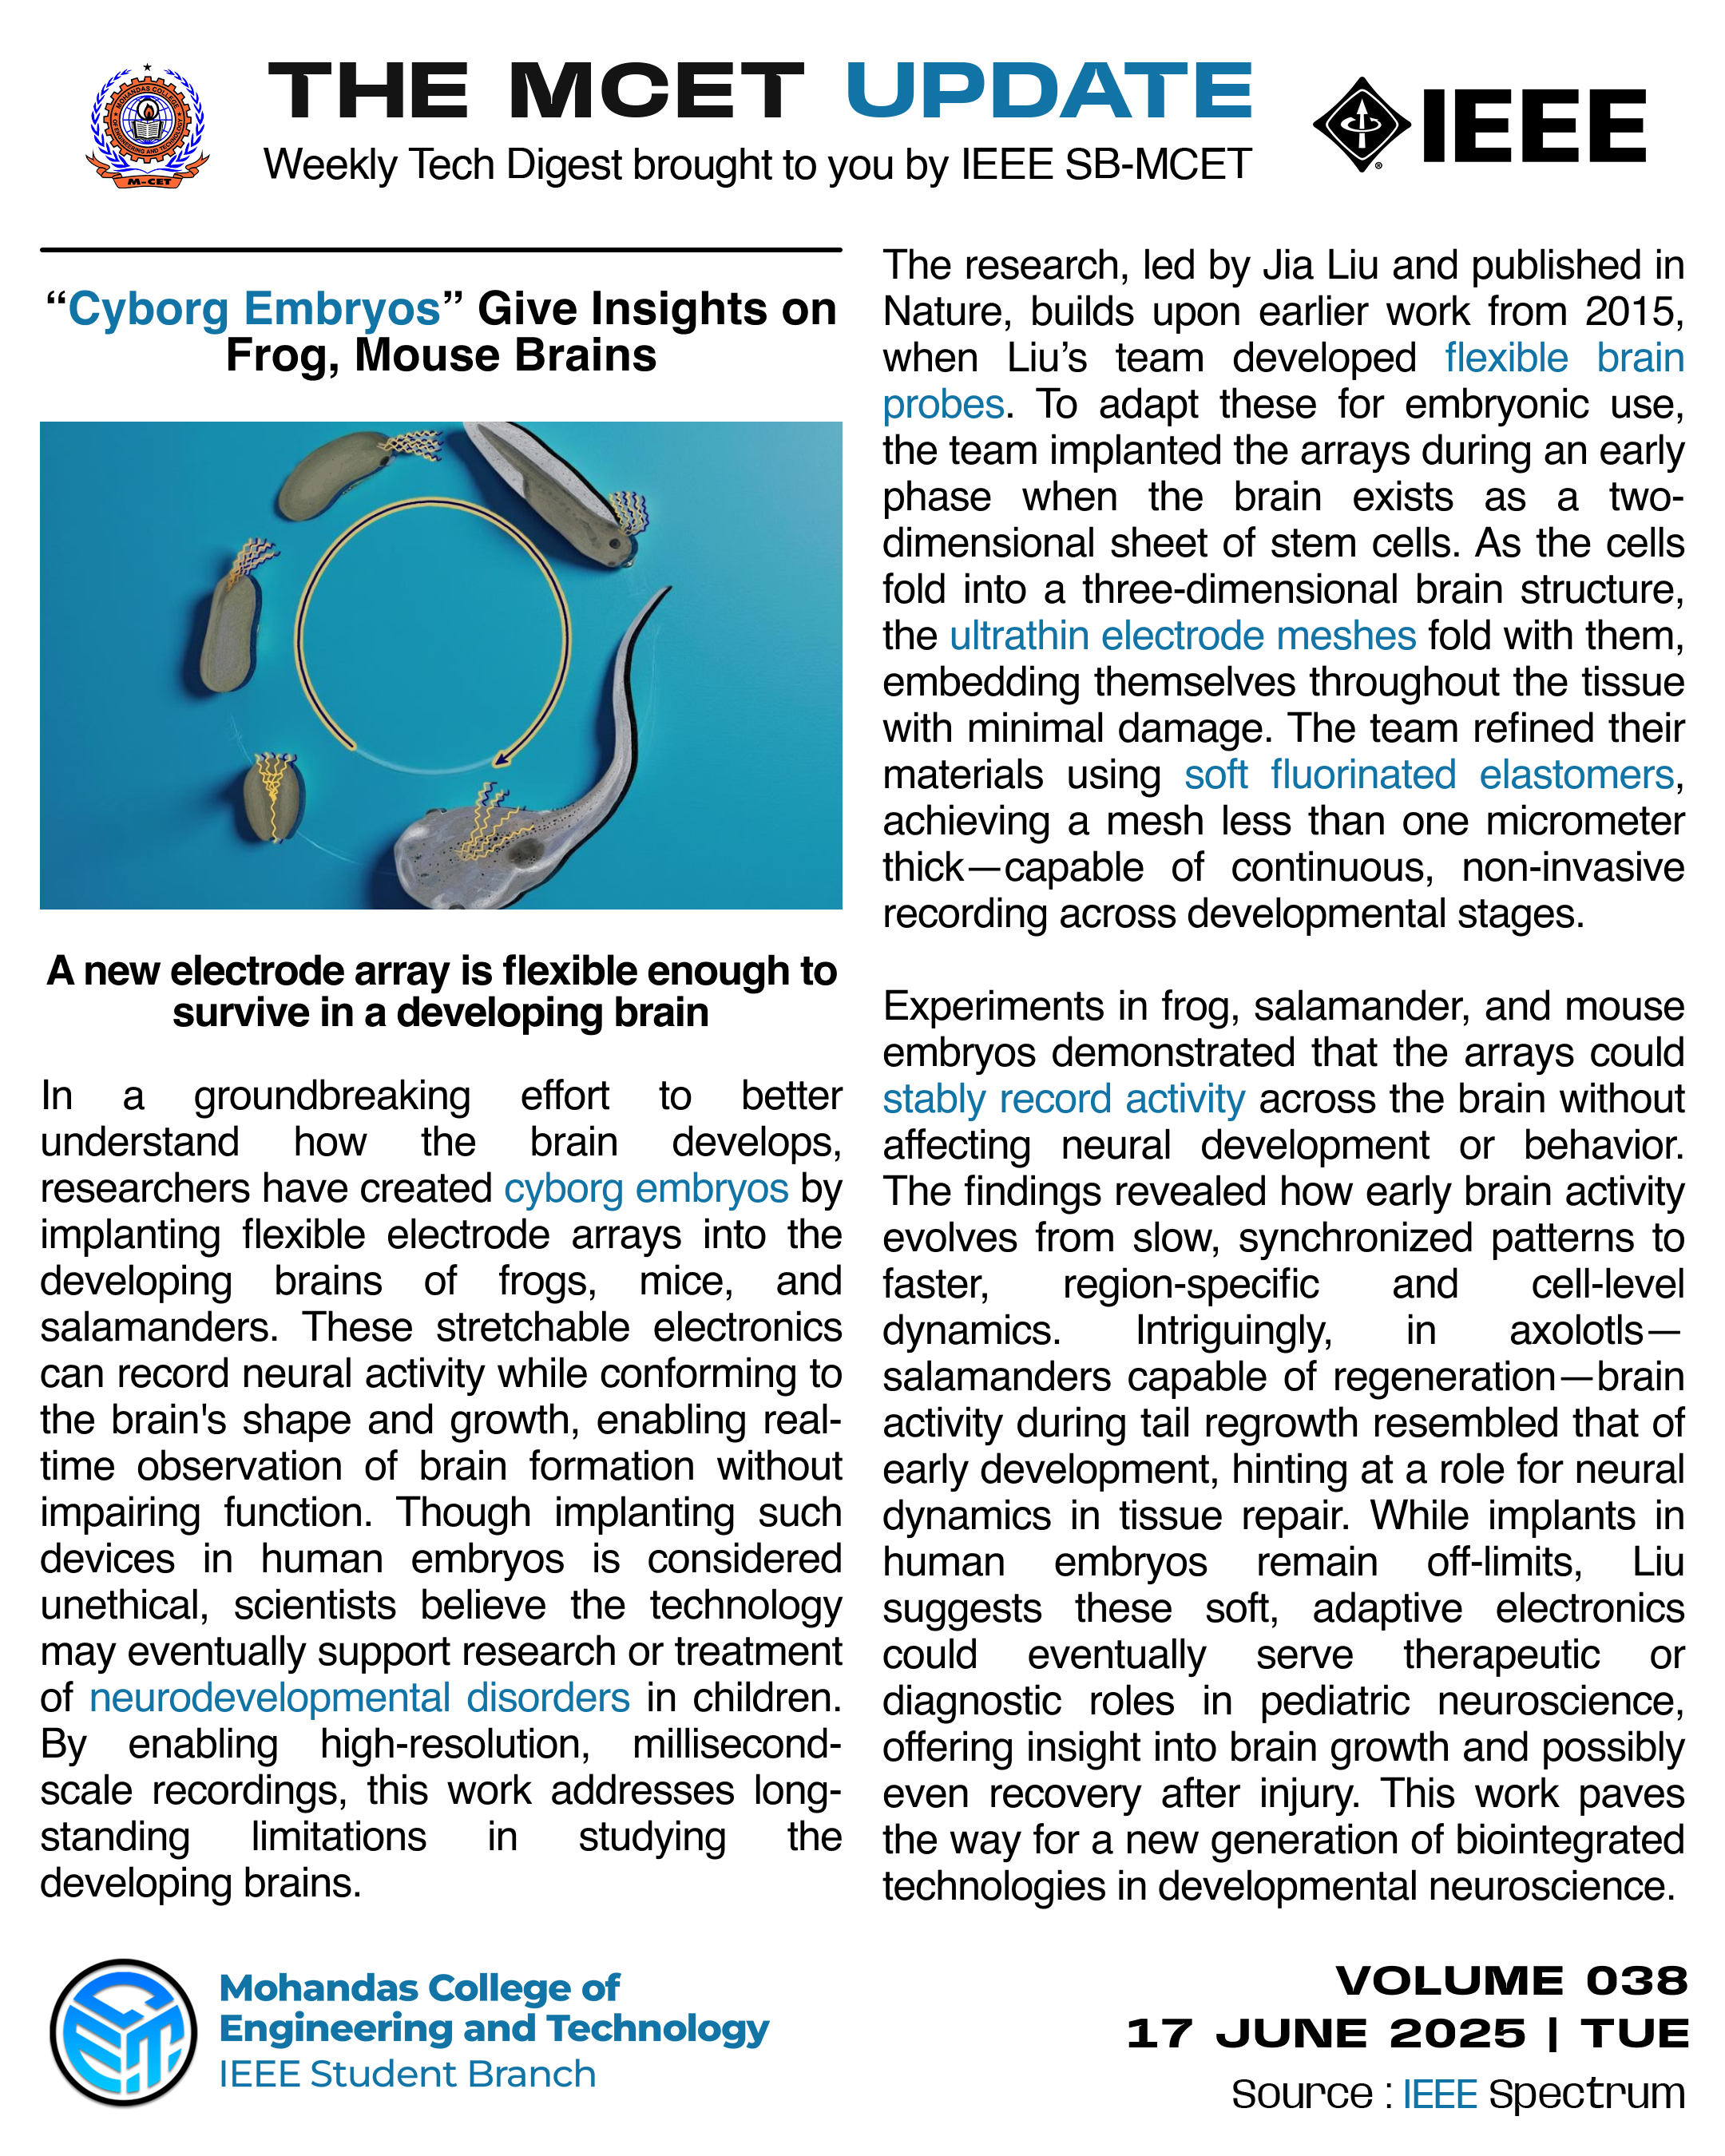 THE MCET UPDATE
Weekly Tech Digest brought to you by IEEE SB-MCET
MOHANDAS COLLEGE
OF ENGINEERING AND TECHNOLOGY
M-CET
IEEE
“Cyborg Embryos” Give Insights on
Frog, Mouse Brains
A new electrode array is flexible enough to
survive in a developing brain
In a groundbreaking effort to better
understand how the brain develops,
researchers have created cyborg embryos by
implanting flexible electrode arrays into the
developing brains of frogs, mice, and
salamanders. These stretchable electronics
can record neural activity while conforming to
the brain's shape and growth, enabling real-
time observation of brain formation without
impairing function. Though implanting such
devices in human embryos is considered
unethical, scientists believe the technology
may eventually support research or treatment
of neurodevelopmental disorders in children.
By enabling high-resolution, millisecond-
scale recordings, this work addresses long-
standing limitations in studying the
developing brains.
The research, led by Jia Liu and published in
Nature, builds upon earlier work from 2015,
when Liu’s team developed flexible brain
probes. To adapt these for embryonic use,
the team implanted the arrays during an early
phase when the brain exists as a two-
dimensional sheet of stem cells. As the cells
fold into a three-dimensional brain structure,
the ultrathin electrode meshes fold with them,
embedding themselves throughout the tissue
with minimal damage. The team refined their
materials using soft fluorinated elastomers,
achieving a mesh less than one micrometer
thick—capable of continuous, non-invasive
recording across developmental stages.
Experiments in frog, salamander, and mouse
embryos demonstrated that the arrays could
stably record activity across the brain without
affecting neural development or behavior.
The findings revealed how early brain activity
evolves from slow, synchronized patterns to
faster, region-specific and cell-level
dynamics. Intriguingly, in axolotls—
salamanders capable of regeneration—brain
activity during tail regrowth resembled that of
early development, hinting at a role for neural
dynamics in tissue repair. While implants in
human embryos remain off-limits, Liu
suggests these soft, adaptive electronics
could eventually serve therapeutic or
diagnostic roles in pediatric neuroscience,
offering insight into brain growth and possibly
even recovery after injury. This work paves
the way for a new generation of biointegrated
technologies in developmental neuroscience.
Mohandas College of
Engineering and Technology
IEEE Student Branch
VOLUME 038
17 JUNE 2025 | TUE
Source : IEEE Spectrum